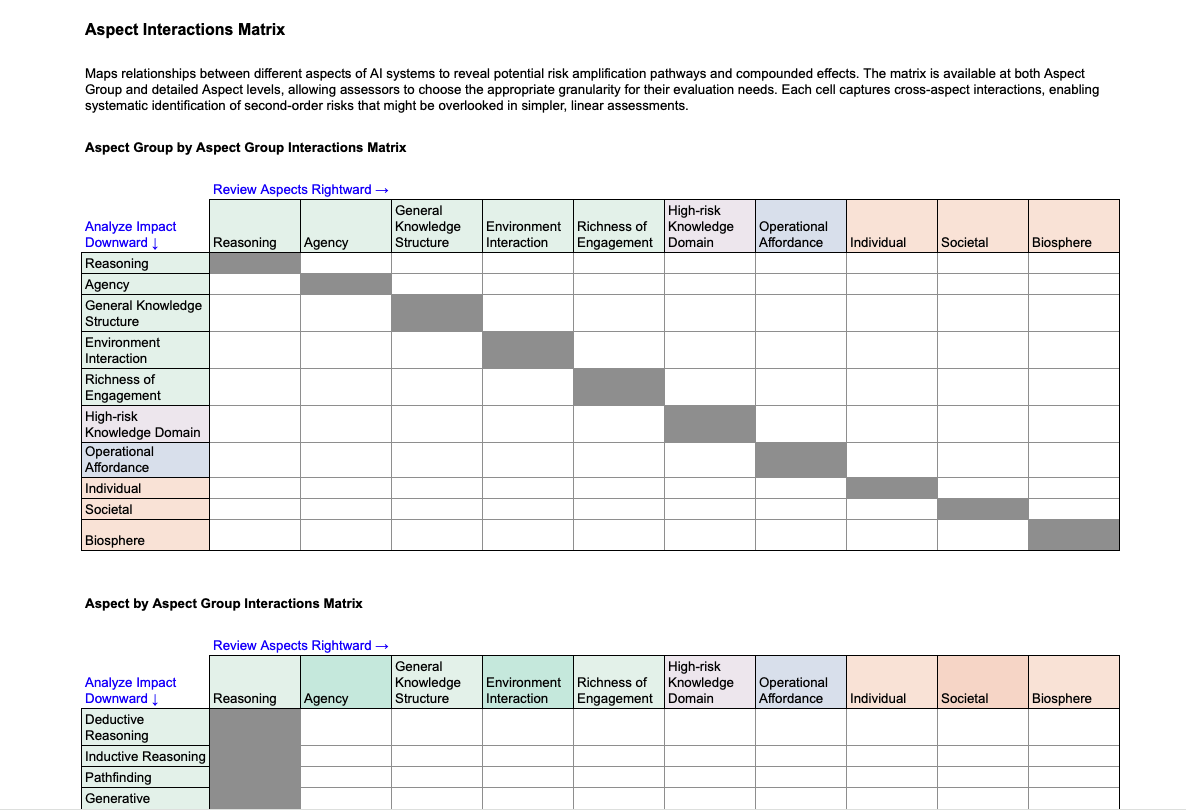 Aspect Interactions Matrix
Maps relationships between different aspects of AI systems to reveal potential risk amplification pathways and compounded effects. The matrix is available at both Aspect
Group and detailed Aspect levels, allowing assessors to choose the appropriate granularity for their evaluation needs. Each cell captures cross-aspect interactions, enabling
systematic identification of second-order risks that might be overlooked in simpler, linear assessments.
Aspect Group by Aspect Group Interactions Matrix
Review Aspects Rightward →
Analyze Impact
Downward ↓
Reasoning
Agency
General
Knowledge
Structure
Environment
Interaction
Richness of
Engagement
High-risk
Knowledge
Domain
Operational
Affordance
Individual
Societal
Biosphere
Reasoning
Agency
General Knowledge
Structure
Environment
Interaction
Richness of
Engagement
High-risk
Knowledge Domain
Operational
Affordance
Individual
Societal
Biosphere
Aspect by Aspect Group Interactions Matrix
Review Aspects Rightward →
Analyze Impact
Downward ↓
Reasoning
Agency
General
Knowledge
Structure
Environment
Interaction
Richness of
Engagement
High-risk
Knowledge
Domain
Operational
Affordance
Individual
Societal
Biosphere
Deductive
Reasoning
Inductive Reasoning
Pathfinding
Generative